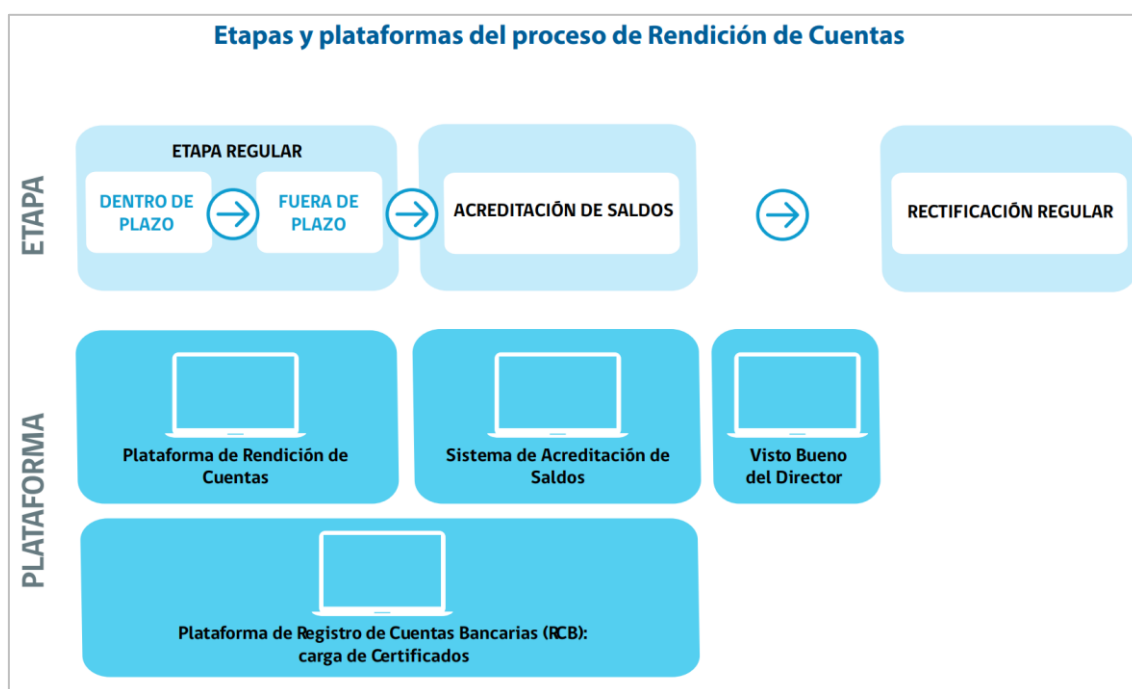 Etapas y plataformas del proceso de Rendición de Cuentas
ETAPA
ETAPA REGULAR
DENTRO DE
PLAZO
FUERA DE
PLAZO
ACREDITACIÓN DE SALDOS
RECTIFICACIÓN REGULAR
PLATAFORMA
Plataforma de Rendición de
Cuentas
Sistema de Acreditación de
Saldos
Visto Bueno
del Director
Plataforma de Registro de Cuentas Bancarias (RCB):
carga de Certificados